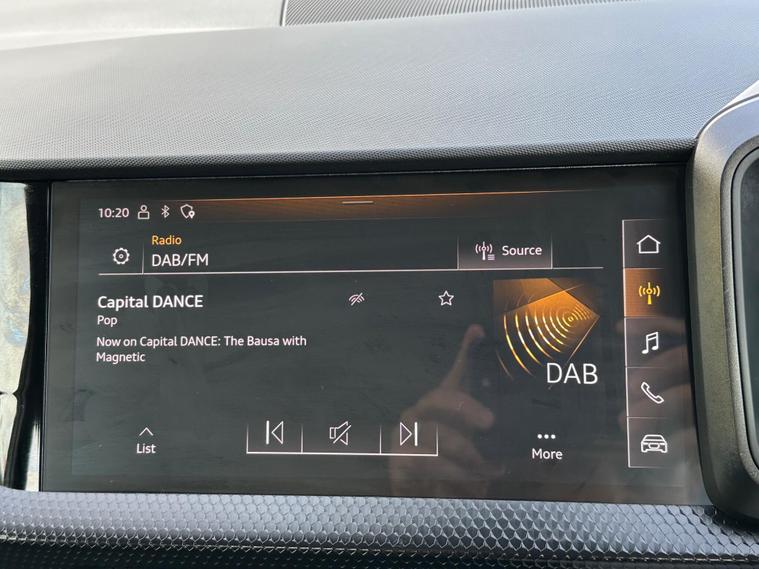 10:20
Radio
DAB/FM
Source
Capital DANCE
Pop
Now on Capital DANCE: The Bausa with
Magnetic
DAB
List
More